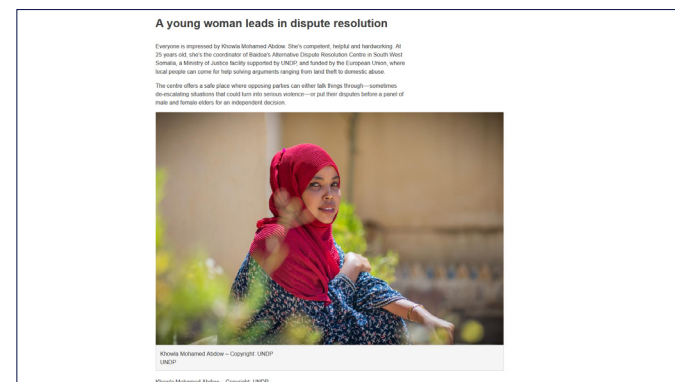 A young woman leads in dispute resolution
Everyone is impressed by Khowla Mohamed Abdow. She's competent, helpful and hardworking. At
25 years old, she's the coordinator of Baidoa's Alternative Dispute Resolution Centre in South West
Somalia, a Ministry of Justice facility supported by UNDP, and funded by the European Union, where
local people can come for help solving arguments ranging from land theft to domestic abuse.
The centre offers a safe place where opposing parties can either talk things through—sometimes
de-escalating situations that could turn into serious violence—or put their disputes before a panel of
male and female elders for an independent decision.
Khowla Mohamed Abdow – Copyright: UNDP
UNDP
Khowla Mohamed Abdow – Copyright: UNDP